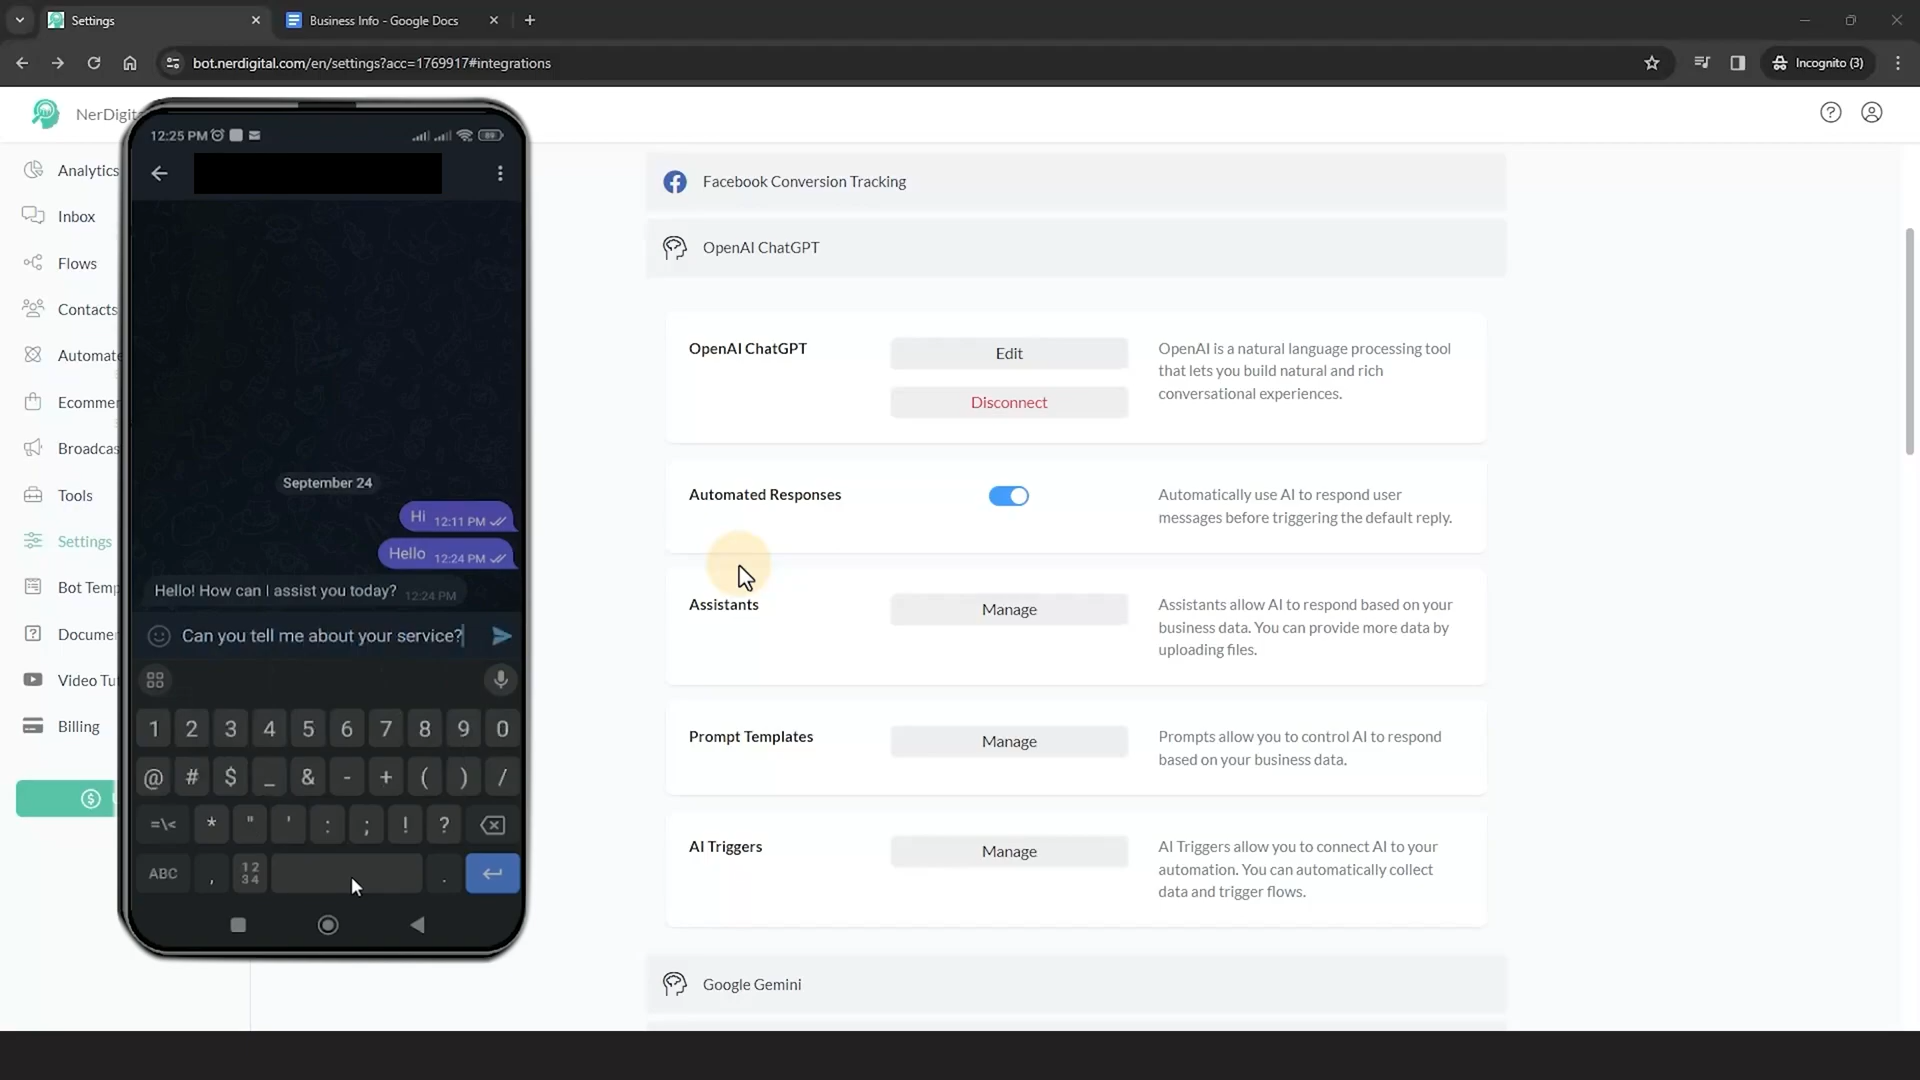 Settings
Business Info - Google Docs
bot.nerdigital.com/en/settings?acc=1769917#integrations
Incognito (3)
NerDigita
Analytics
Inbox
Flows
Contacts
Automate
Ecommer
Broadcas
Tools
Settings
Bot Temp
Docume
Video Tut
Billing
12:25 PM
89
September 24
Hi 12:11 PM
Hello 12:24 PM
Hello! How can I assist you today? 12:24 PM
Can you tell me about your service?
1 2 3 4 5 6 7 8 9 0
@ # $ _ & - + ( ) /
=\< * " ' : ; ! ?
ABC , 12 34 .
Facebook Conversion Tracking
OpenAI ChatGPT
OpenAI ChatGPT
Edit
Disconnect
OpenAI is a natural language processing tool
that lets you build natural and rich
conversational experiences.
Automated Responses
Automatically use AI to respond user
messages before triggering the default reply.
Assistants
Manage
Assistants allow AI to respond based on your
business data. You can provide more data by
uploading files.
Prompt Templates
Manage
Prompts allow you to control AI to respond
based on your business data.
AI Triggers
Manage
AI Triggers allow you to connect AI to your
automation. You can automatically collect
data and trigger flows.
Google Gemini